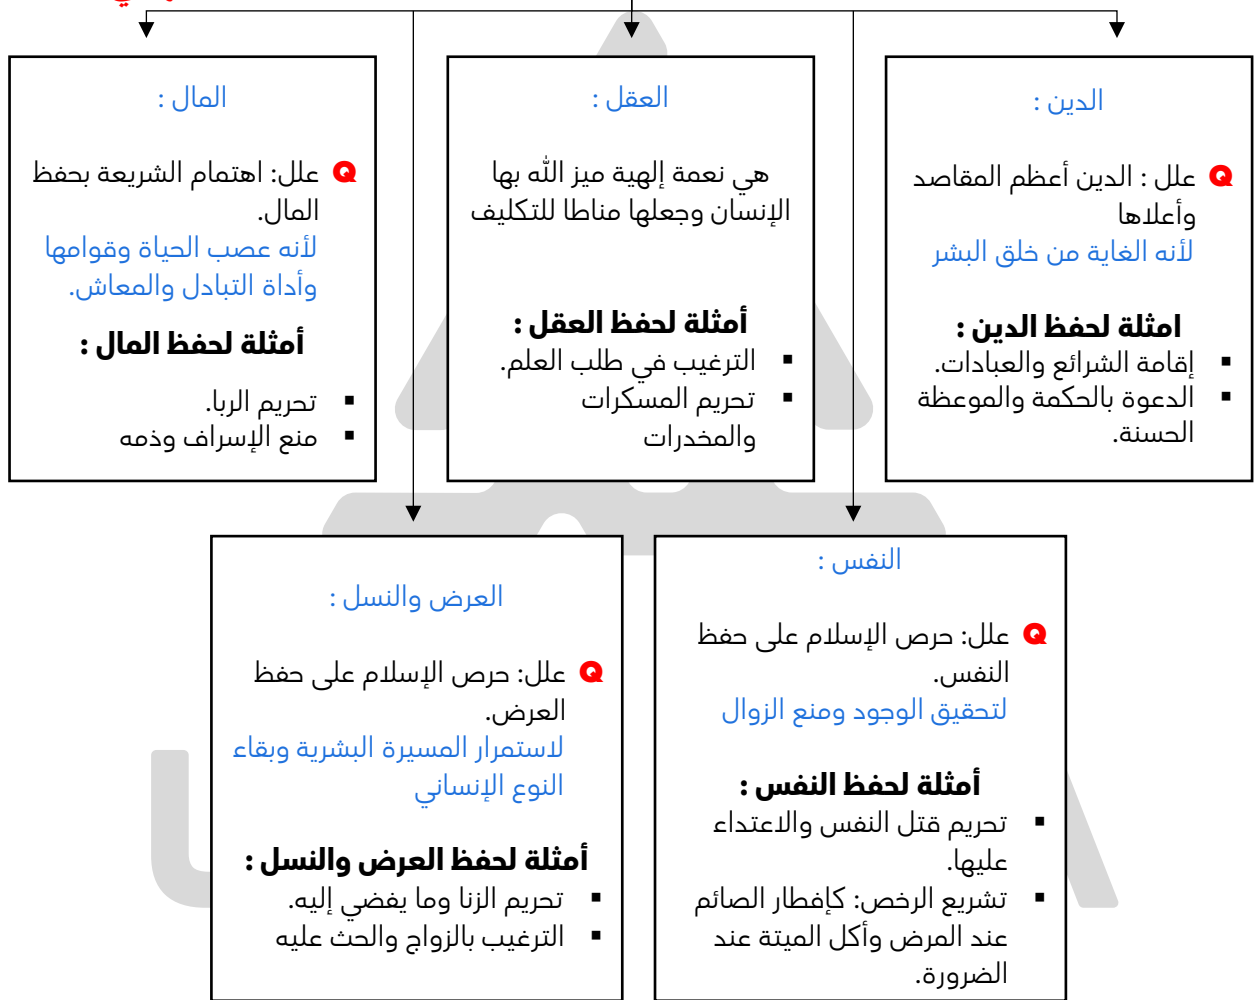 الدين :
Q علل : الدين أعظم المقاصد
وأعلاها
لأنه الغاية من خلق البشر
امثلة لحفظ الدين :
▪ إقامة الشرائع والعبادات.
▪ الدعوة بالحكمة والموعظة
الحسنة.
العقل :
هي نعمة إلهية ميز الله بها
الإنسان وجعلها مناطا للتكليف
أمثلة لحفظ العقل :
▪ الترغيب في طلب العلم.
▪ تحريم المسكرات
والمخدرات
المال :
Q علل: اهتمام الشريعة بحفظ
المال.
لأنه عصب الحياة وقوامها
وأداة التبادل والمعاش.
أمثلة لحفظ المال :
▪ تحريم الربا.
▪ منع الإسراف وذمه
النفس :
Q علل: حرص الإسلام على حفظ
النفس.
لتحقيق الوجود ومنع الزوال
أمثلة لحفظ النفس :
▪ تحريم قتل النفس والاعتداء
عليها.
▪ تشريع الرخص: كإفطار الصائم
عند المرض وأكل الميتة عند
الضرورة.
العرض والنسل :
Q علل: حرص الإسلام على حفظ
العرض.
لاستمرار المسيرة البشرية وبقاء
النوع الإنساني
أمثلة لحفظ العرض والنسل :
▪ تحريم الزنا وما يفضي إليه.
▪ الترغيب بالزواج والحث عليه